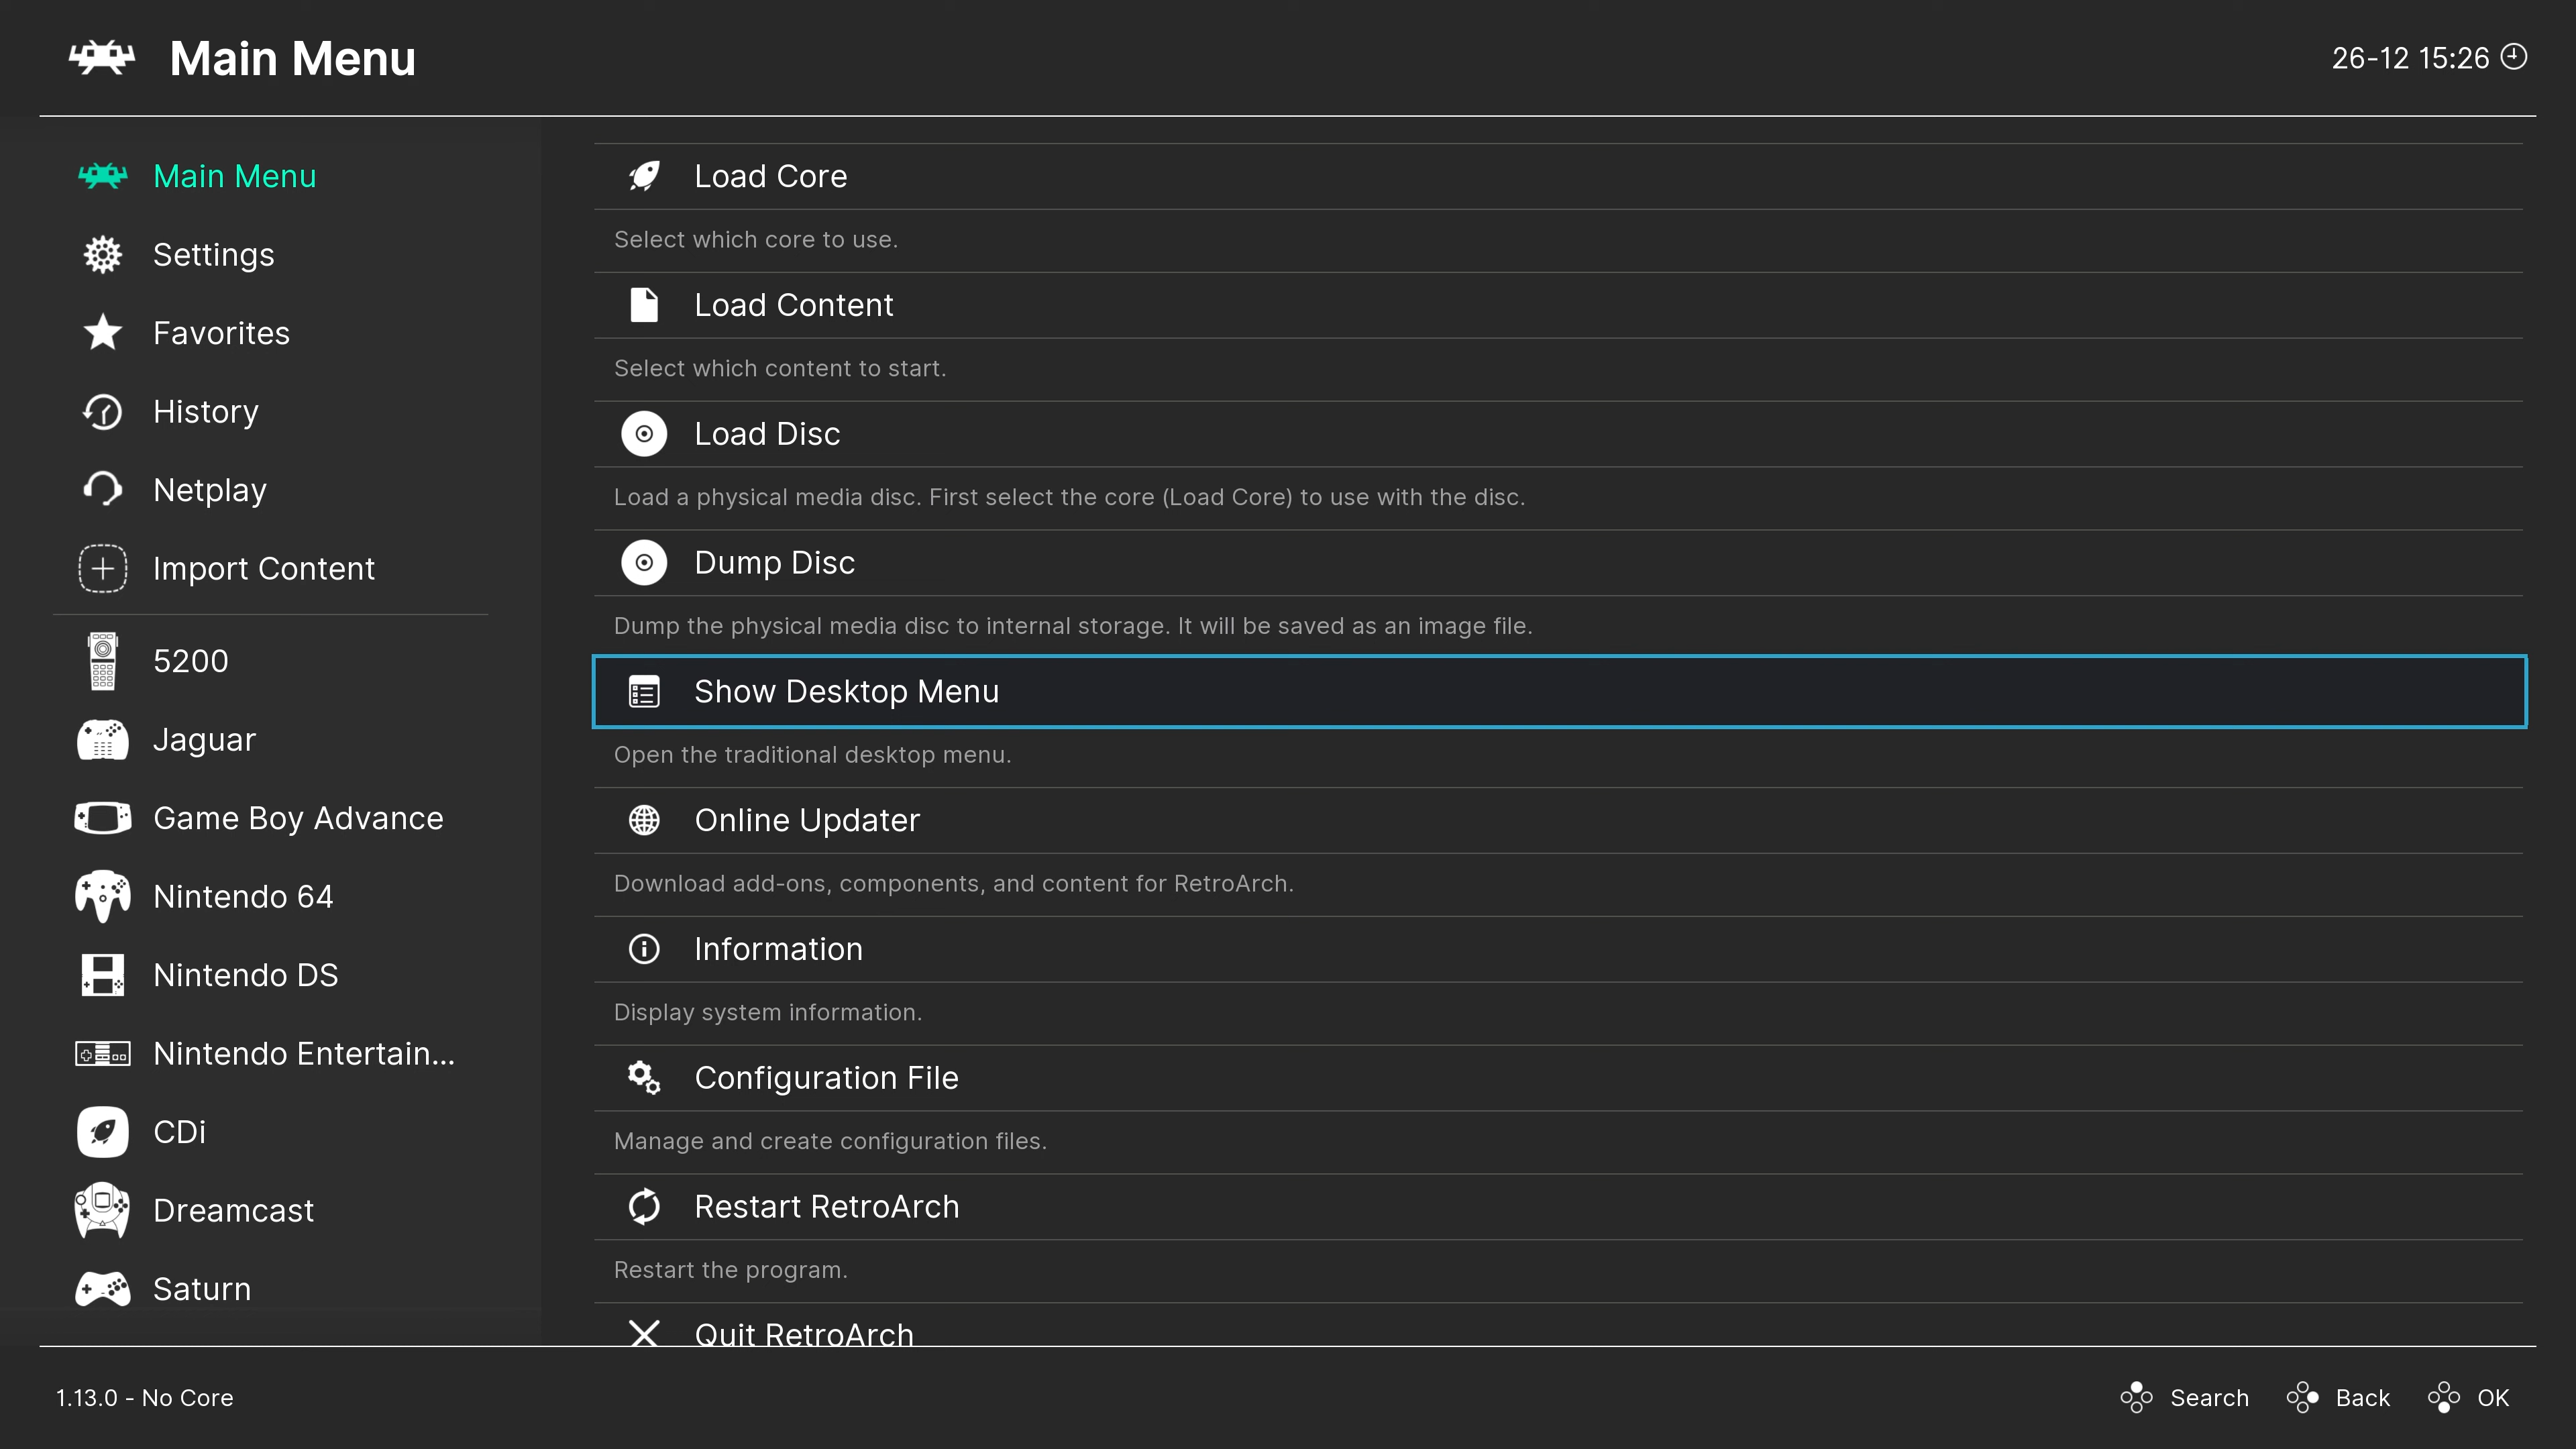 Main Menu
26-12 15:26
Main Menu
Settings
Favorites
History
Netplay
Import Content
5200
Jaguar
Game Boy Advance
Nintendo 64
Nintendo DS
Nintendo Entertain...
CDi
Dreamcast
Saturn
Load Core
Select which core to use.
Load Content
Select which content to start.
Load Disc
Load a physical media disc. First select the core (Load Core) to use with the disc.
Dump Disc
Dump the physical media disc to internal storage. It will be saved as an image file.
Show Desktop Menu
Open the traditional desktop menu.
Online Updater
Download add-ons, components, and content for RetroArch.
Information
Display system information.
Configuration File
Manage and create configuration files.
Restart RetroArch
Restart the program.
Quit RetroArch
1.13.0 - No Core
Search
Back
OK